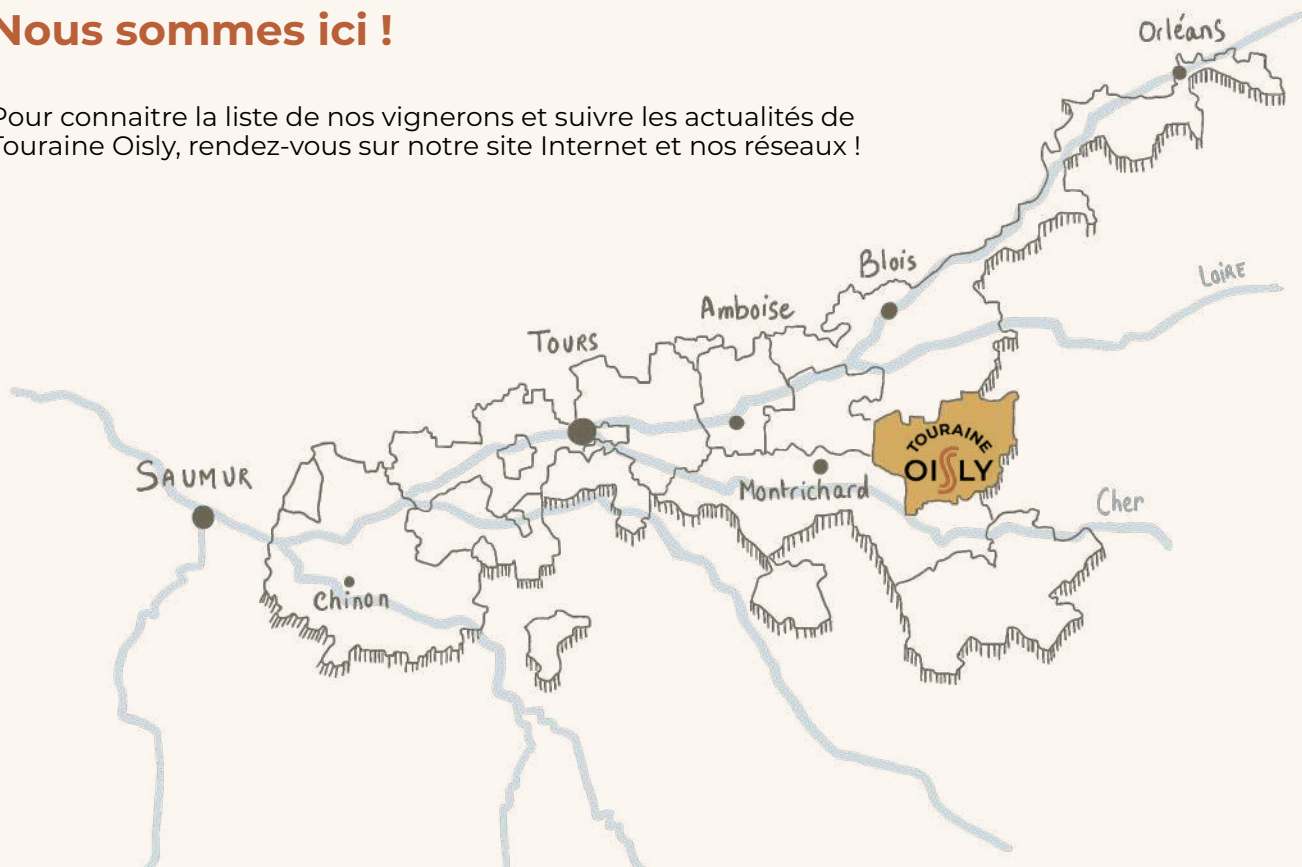 Nous sommes ici !
Pour connaitre la liste de nos vignerons et suivre les actualités de
Touraine Oisly, rendez-vous sur notre site Internet et nos réseaux !
Orléans
Blois
LOIRE
Amboise
TOURS
TOURAINE
OISLY
SAUMUR
Montrichard
Cher
Chinon